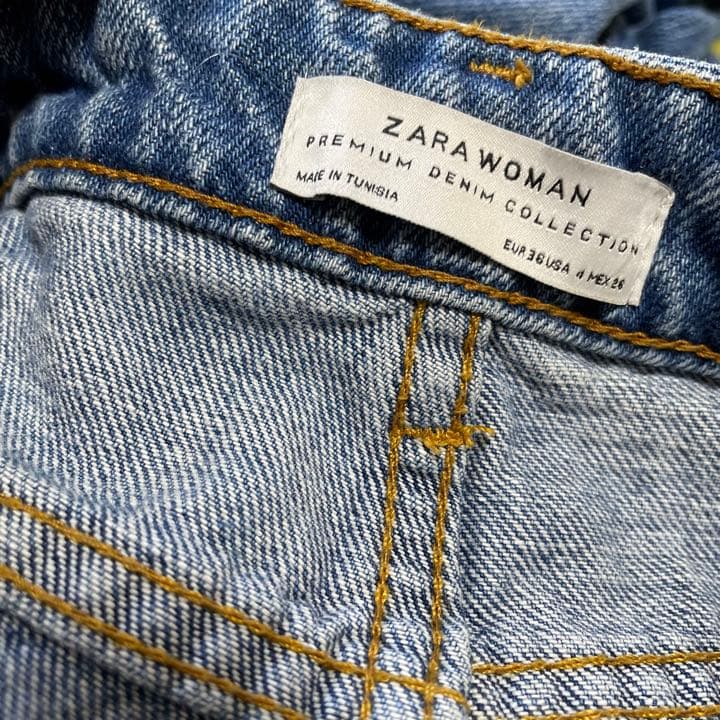 ZARA WOMAN
PREMIUM DENIM COLLECTION
MADE IN TUNISIA
EUR 36 USA 4 MEX 26